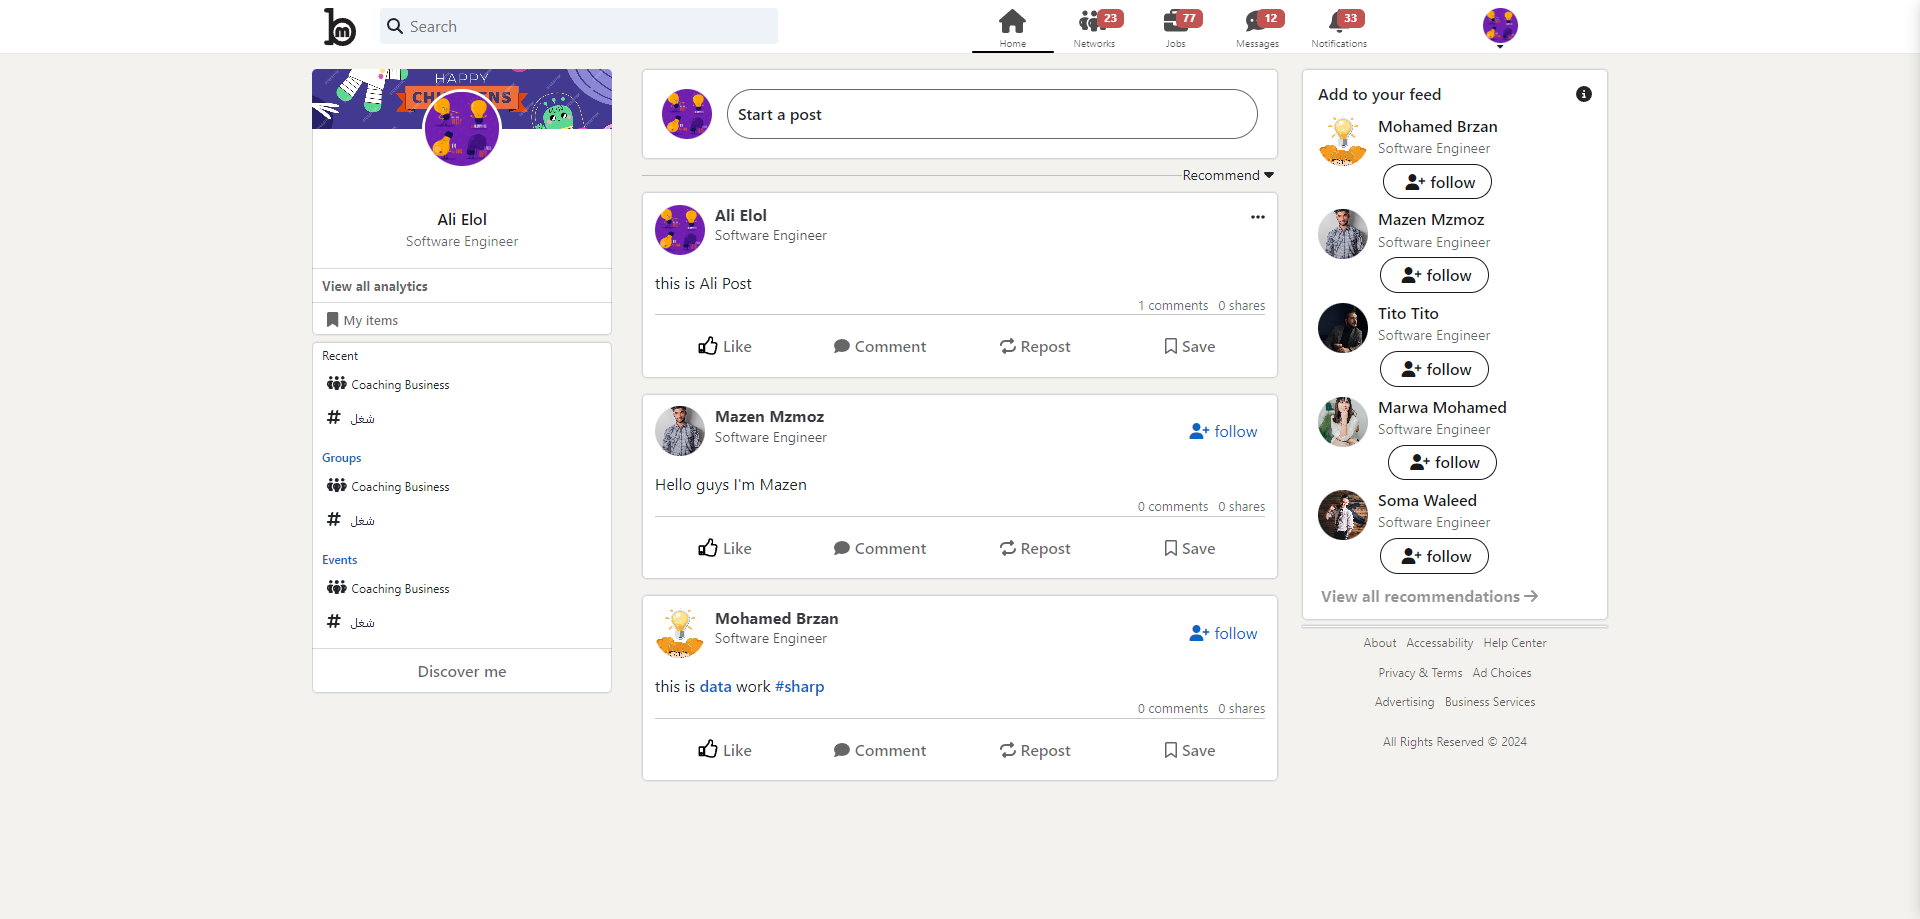 bm
Search
Home
23
Networks
77
Jobs
12
Messages
33
Notifications
HAPPY
Ali Elol
Software Engineer
View all analytics
My items
Recent
Coaching Business
# شغل
Groups
Coaching Business
# شغل
Events
Coaching Business
# شغل
Discover me
Start a post
Recommend
Ali Elol
Software Engineer
this is Ali Post
1 comments 0 shares
Like Comment Repost Save
Mazen Mzmoz
Software Engineer
follow
Hello guys I'm Mazen
0 comments 0 shares
Like Comment Repost Save
Mohamed Brzan
Software Engineer
follow
this is data work #sharp
0 comments 0 shares
Like Comment Repost Save
Add to your feed
Mohamed Brzan
Software Engineer
follow
Mazen Mzmoz
Software Engineer
follow
Tito Tito
Software Engineer
follow
Marwa Mohamed
Software Engineer
follow
Soma Waleed
Software Engineer
follow
View all recommendations
About Accessability Help Center
Privacy & Terms Ad Choices
Advertising Business Services
All Rights Reserved © 2024